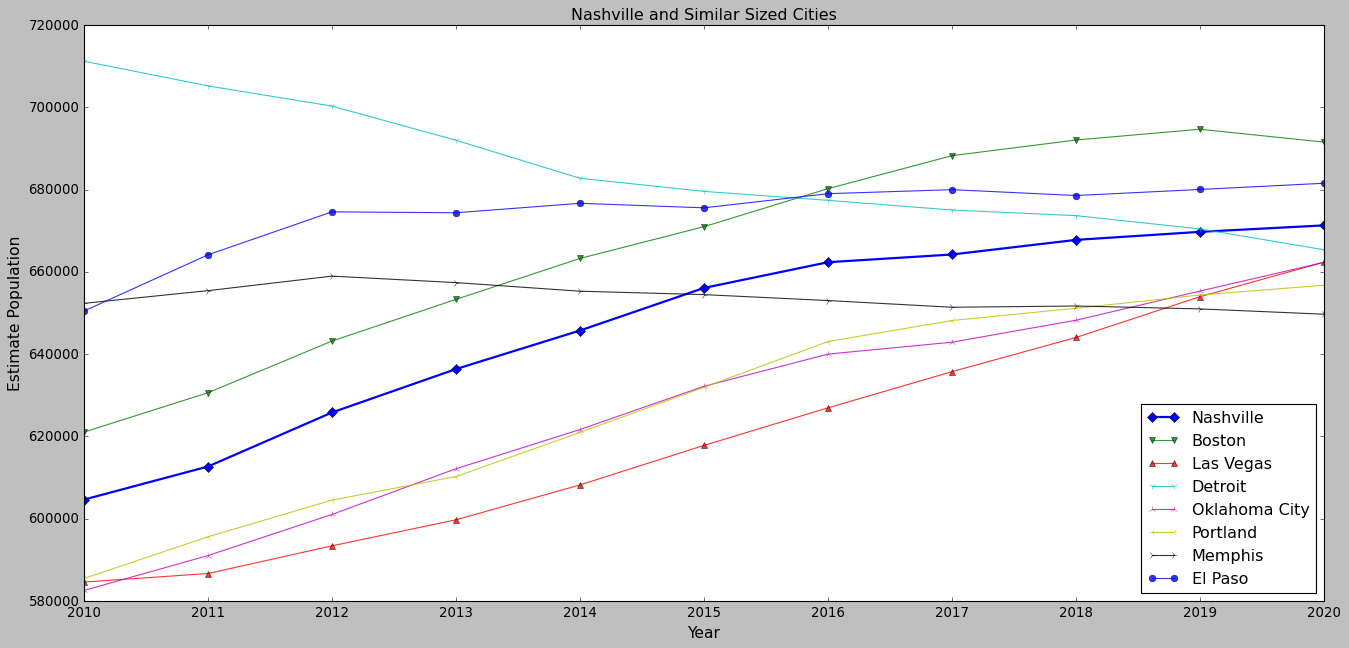 Nashville and Similar Sized Cities
720000
700000
680000
660000
640000
620000
600000
580000
Estimate Population
2010 2011 2012 2013 2014 2015 2016 2017 2018 2019 2020
Year
Nashville
Boston
Las Vegas
Detroit
Oklahoma City
Portland
Memphis
El Paso